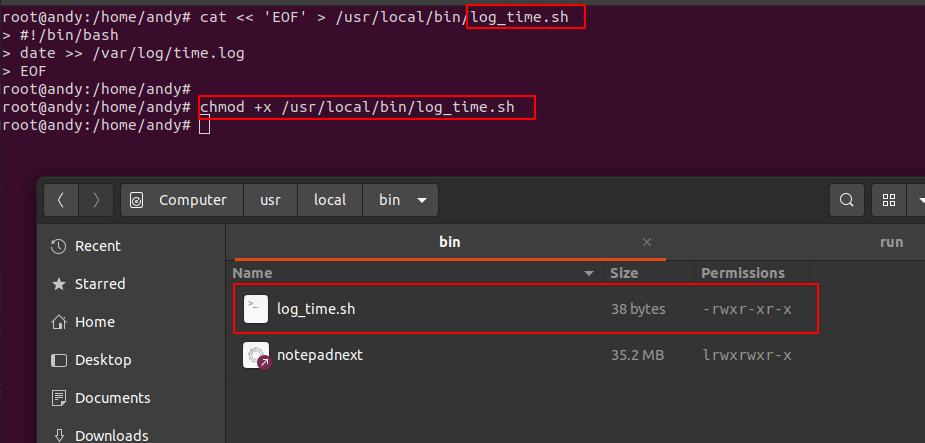 root@andy:/home/andy# cat << 'EOF' > /usr/local/bin/log_time.sh
> #!/bin/bash
> date >> /var/log/time.log
> EOF
root@andy:/home/andy#
root@andy:/home/andy# chmod +x /usr/local/bin/log_time.sh
root@andy:/home/andy#
Computer usr local bin
Recent
Starred
Home
Desktop
Documents
Downloads
bin run
Name Size Permissions
log_time.sh 38 bytes -rwxr-xr-x
notepadnext 35.2 MB lrwxrwxr-x